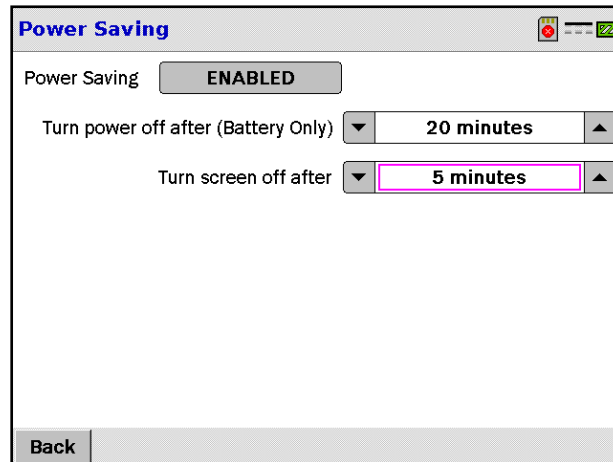 Power Saving
Power Saving ENABLED
Turn power off after (Battery Only) 20 minutes
Turn screen off after 5 minutes
Back